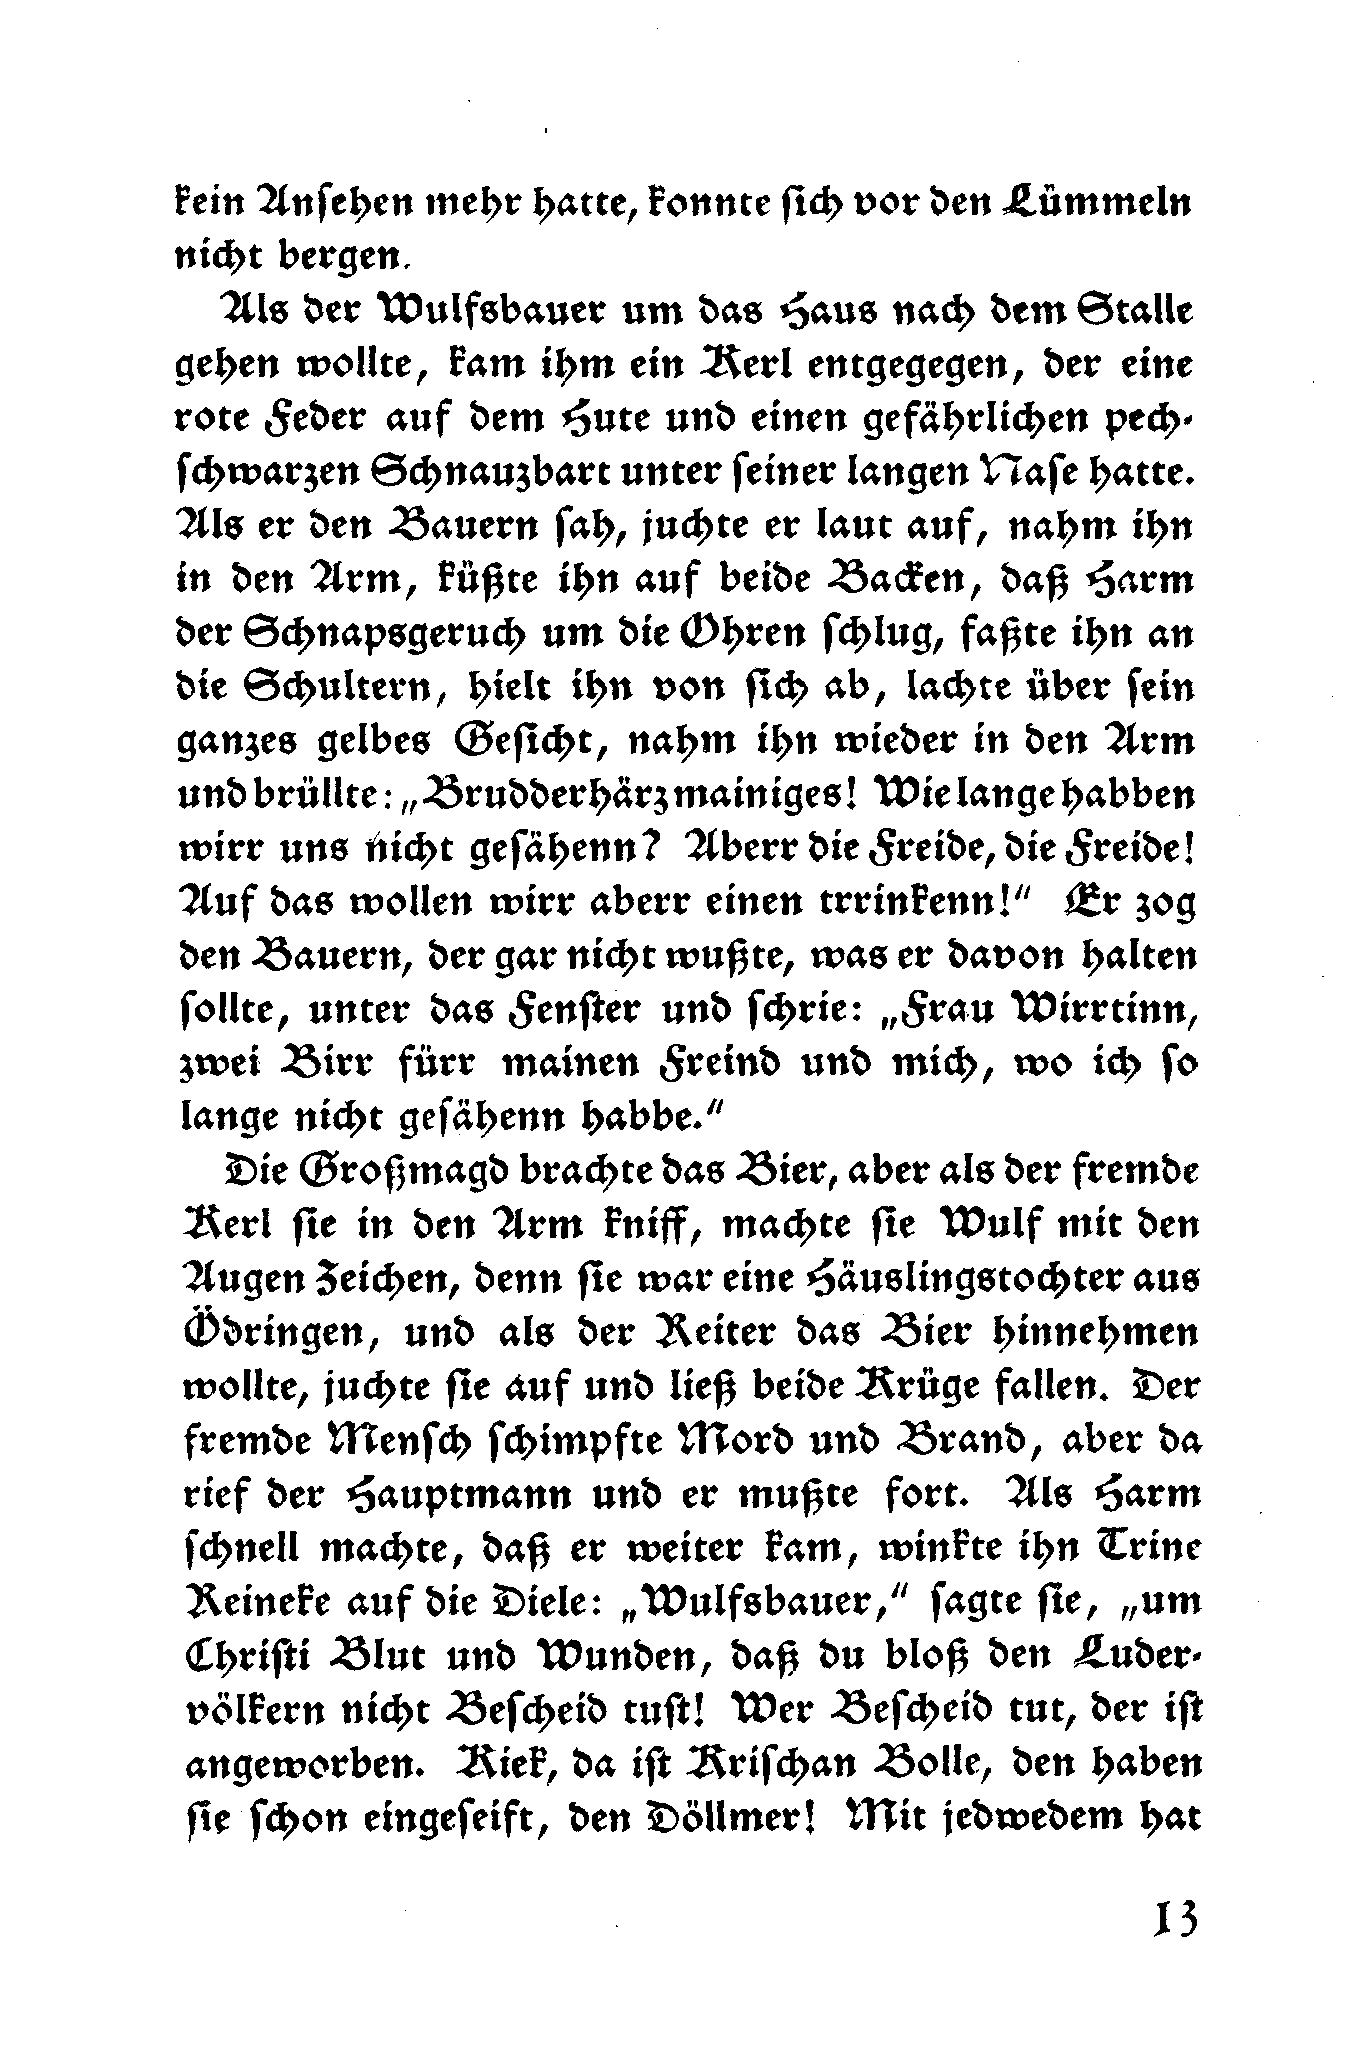 kein Ansehen mehr hatte, konnte sich vor den Lümmeln
nicht bergen.
Als der Wulfsbauer um das Haus nach dem Stalle
gehen wollte, kam ihm ein Kerl entgegegen, der eine
rote Feder auf dem Hute und einen gefährlichen pech-
schwarzen Schnauzbart unter seiner langen Nase hatte.
Als er den Bauern sah, juchte er laut auf, nahm ihn
in den Arm, küßte ihn auf beide Backen, daß Harm
der Schnapsgeruch um die Ohren schlug, faßte ihn an
die Schultern, hielt ihn von sich ab, lachte über sein
ganzes gelbes Gesicht, nahm ihn wieder in den Arm
und brüllte: „Brudderhärz mainiges! Wie lange habben
wirr uns nicht gesähenn? Aberr die Freide, die Freide!
Auf das wollen wirr aberr einen trrinkenn!“ Er zog
den Bauern, der gar nicht wußte, was er davon halten
sollte, unter das Fenster und schrie: „Frau Wirrtinn,
zwei Birr fürr mainen Freind und mich, wo ich so
lange nicht gesähenn habbe.“
Die Großmagd brachte das Bier, aber als der fremde
Kerl sie in den Arm kniff, machte sie Wulf mit den
Augen Zeichen, denn sie war eine Häuslingstochter aus
Ödringen, und als der Reiter das Bier hinnehmen
wollte, juchte sie auf und ließ beide Krüge fallen. Der
fremde Mensch schimpfte Mord und Brand, aber da
rief der Hauptmann und er mußte fort. Als Harm
schnell machte, daß er weiter kam, winkte ihn Trine
Reineke auf die Diele: „Wulfsbauer,“ sagte sie, „um
Christi Blut und Wunden, daß du bloß den Luder-
völkern nicht Bescheid tust! Wer Bescheid tut, der ist
angeworben. Kiek, da ist Krischan Bolle, den haben
sie schon eingeseift, den Döllmer! Mit jedwedem hat
13